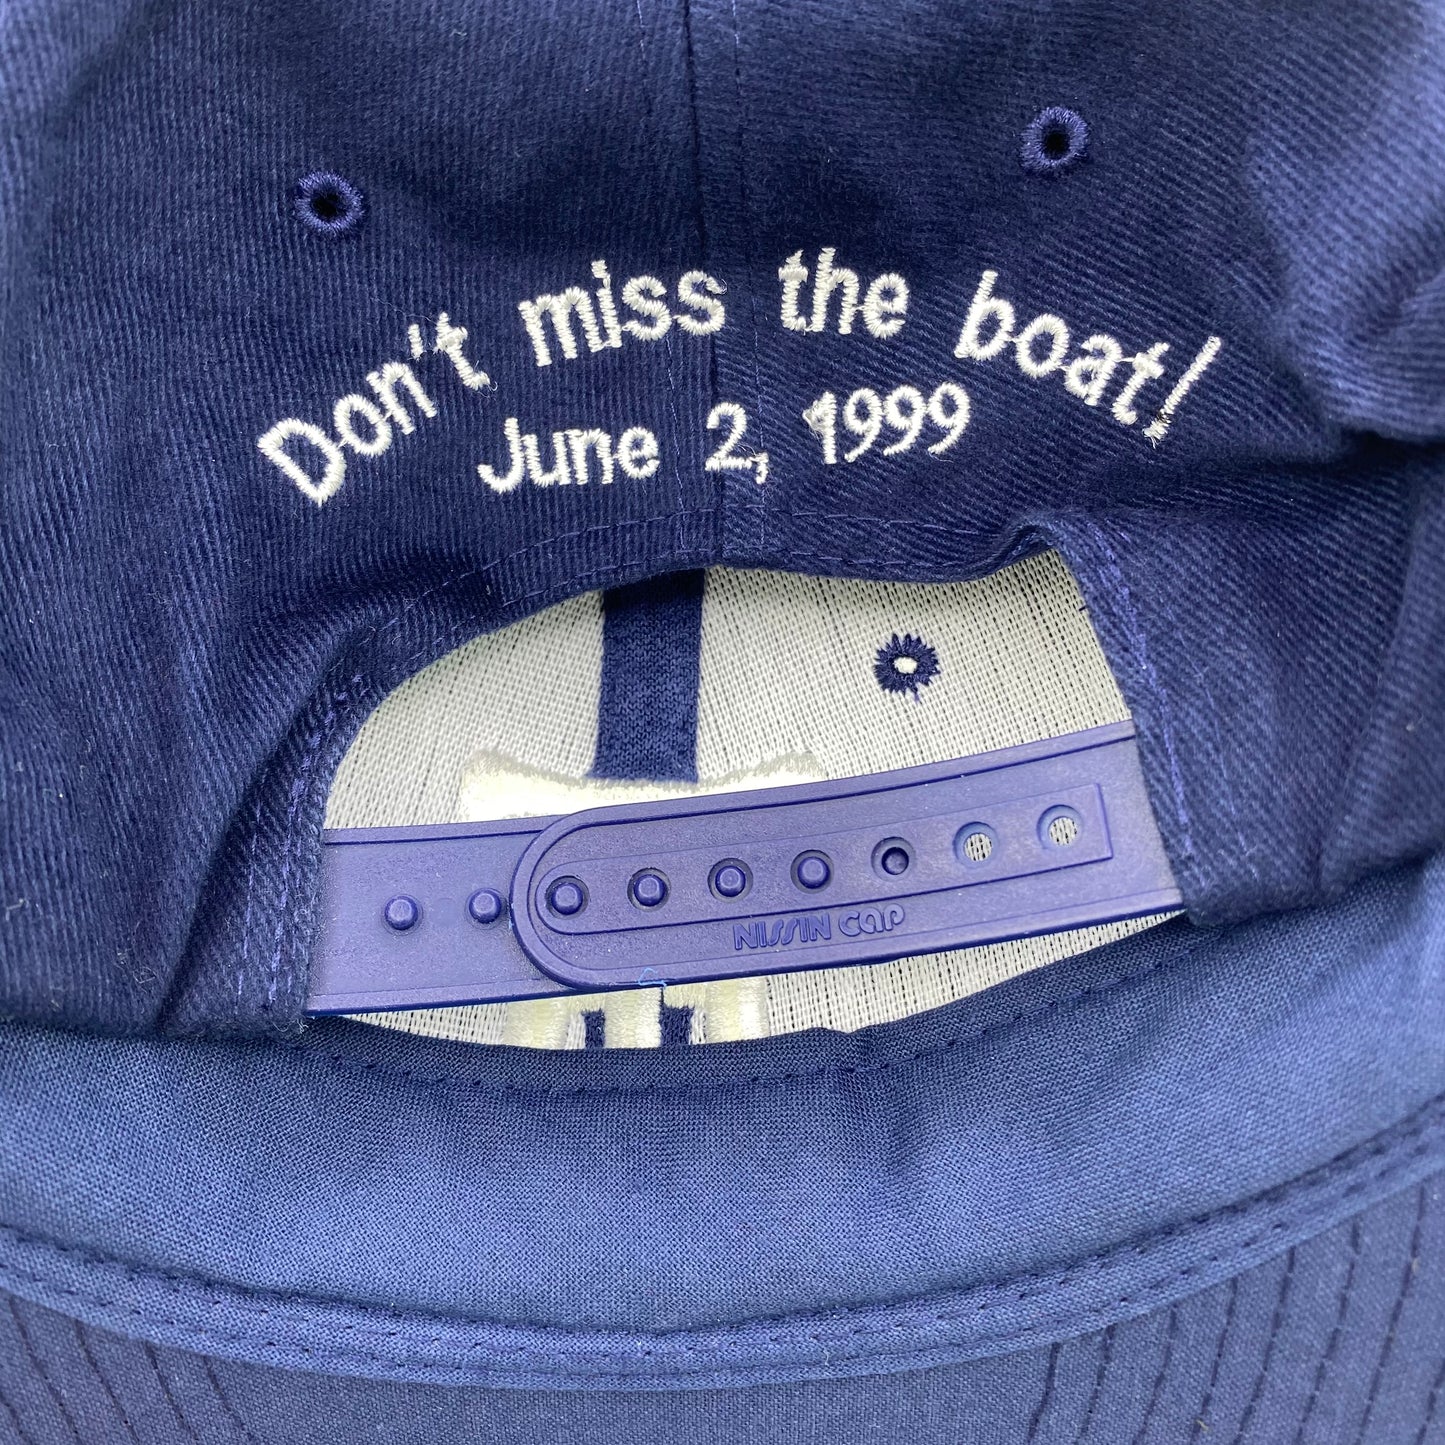 Don't miss the boat!
June 2, 1999
NISSIN CAP